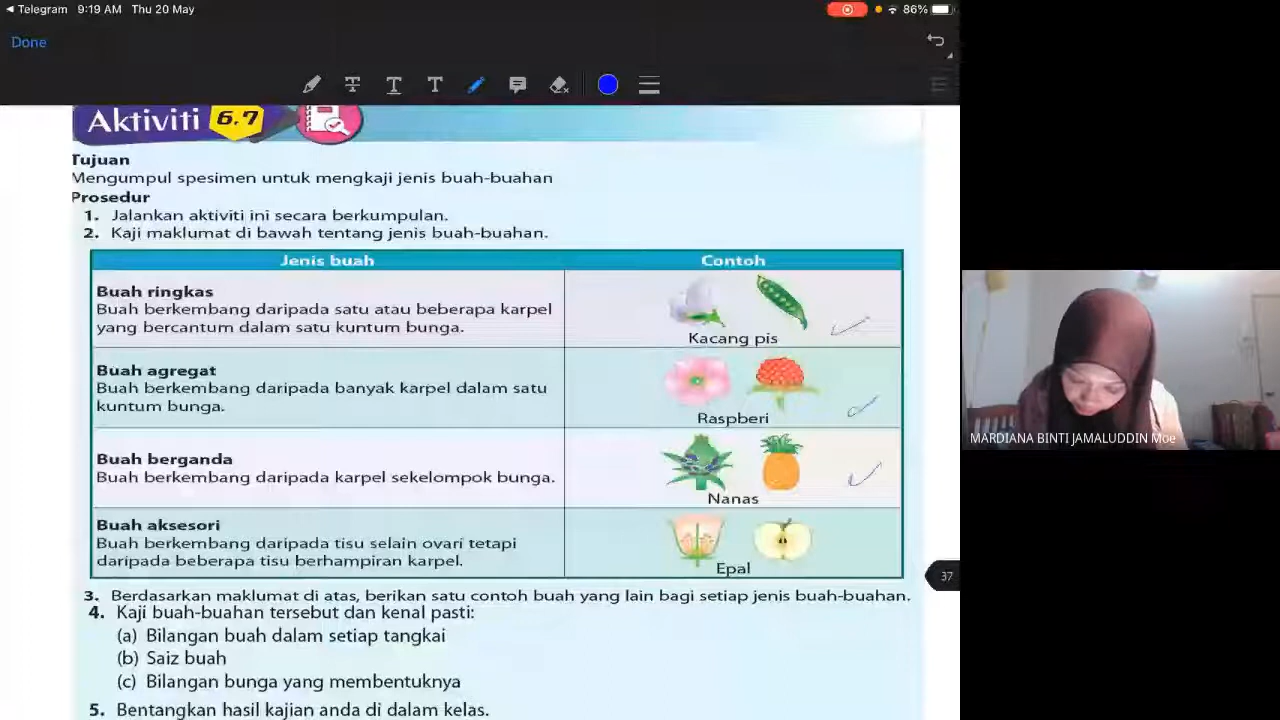 Telegram 9:19 AM Thu 20 May 86%
Done
Aktiviti 6.7
Tujuan
Mengumpul spesimen untuk mengkaji jenis buah-buahan
Prosedur
1. Jalankan aktiviti ini secara berkumpulan.
2. Kaji maklumat di bawah tentang jenis buah-buahan.
Jenis buah Contoh
Buah ringkas
Buah berkembang daripada satu atau beberapa karpel
yang bercantum dalam satu kuntum bunga.
Kacang pis
Buah agregat
Buah berkembang daripada banyak karpel dalam satu
kuntum bunga.
Raspberi
Buah berganda
Buah berkembang daripada karpel sekelompok bunga.
Nanas
Buah aksesori
Buah berkembang daripada tisu selain ovari tetapi
daripada beberapa tisu berhampiran karpel.
Epal
37
3. Berdasarkan maklumat di atas, berikan satu contoh buah yang lain bagi setiap jenis buah-buahan.
4. Kaji buah-buahan tersebut dan kenal pasti:
(a) Bilangan buah dalam setiap tangkai
(b) Saiz buah
(c) Bilangan bunga yang membentuknya
5. Bentangkan hasil kajian anda di dalam kelas.
MARDIANA BINTI JAMALUDDIN Moe